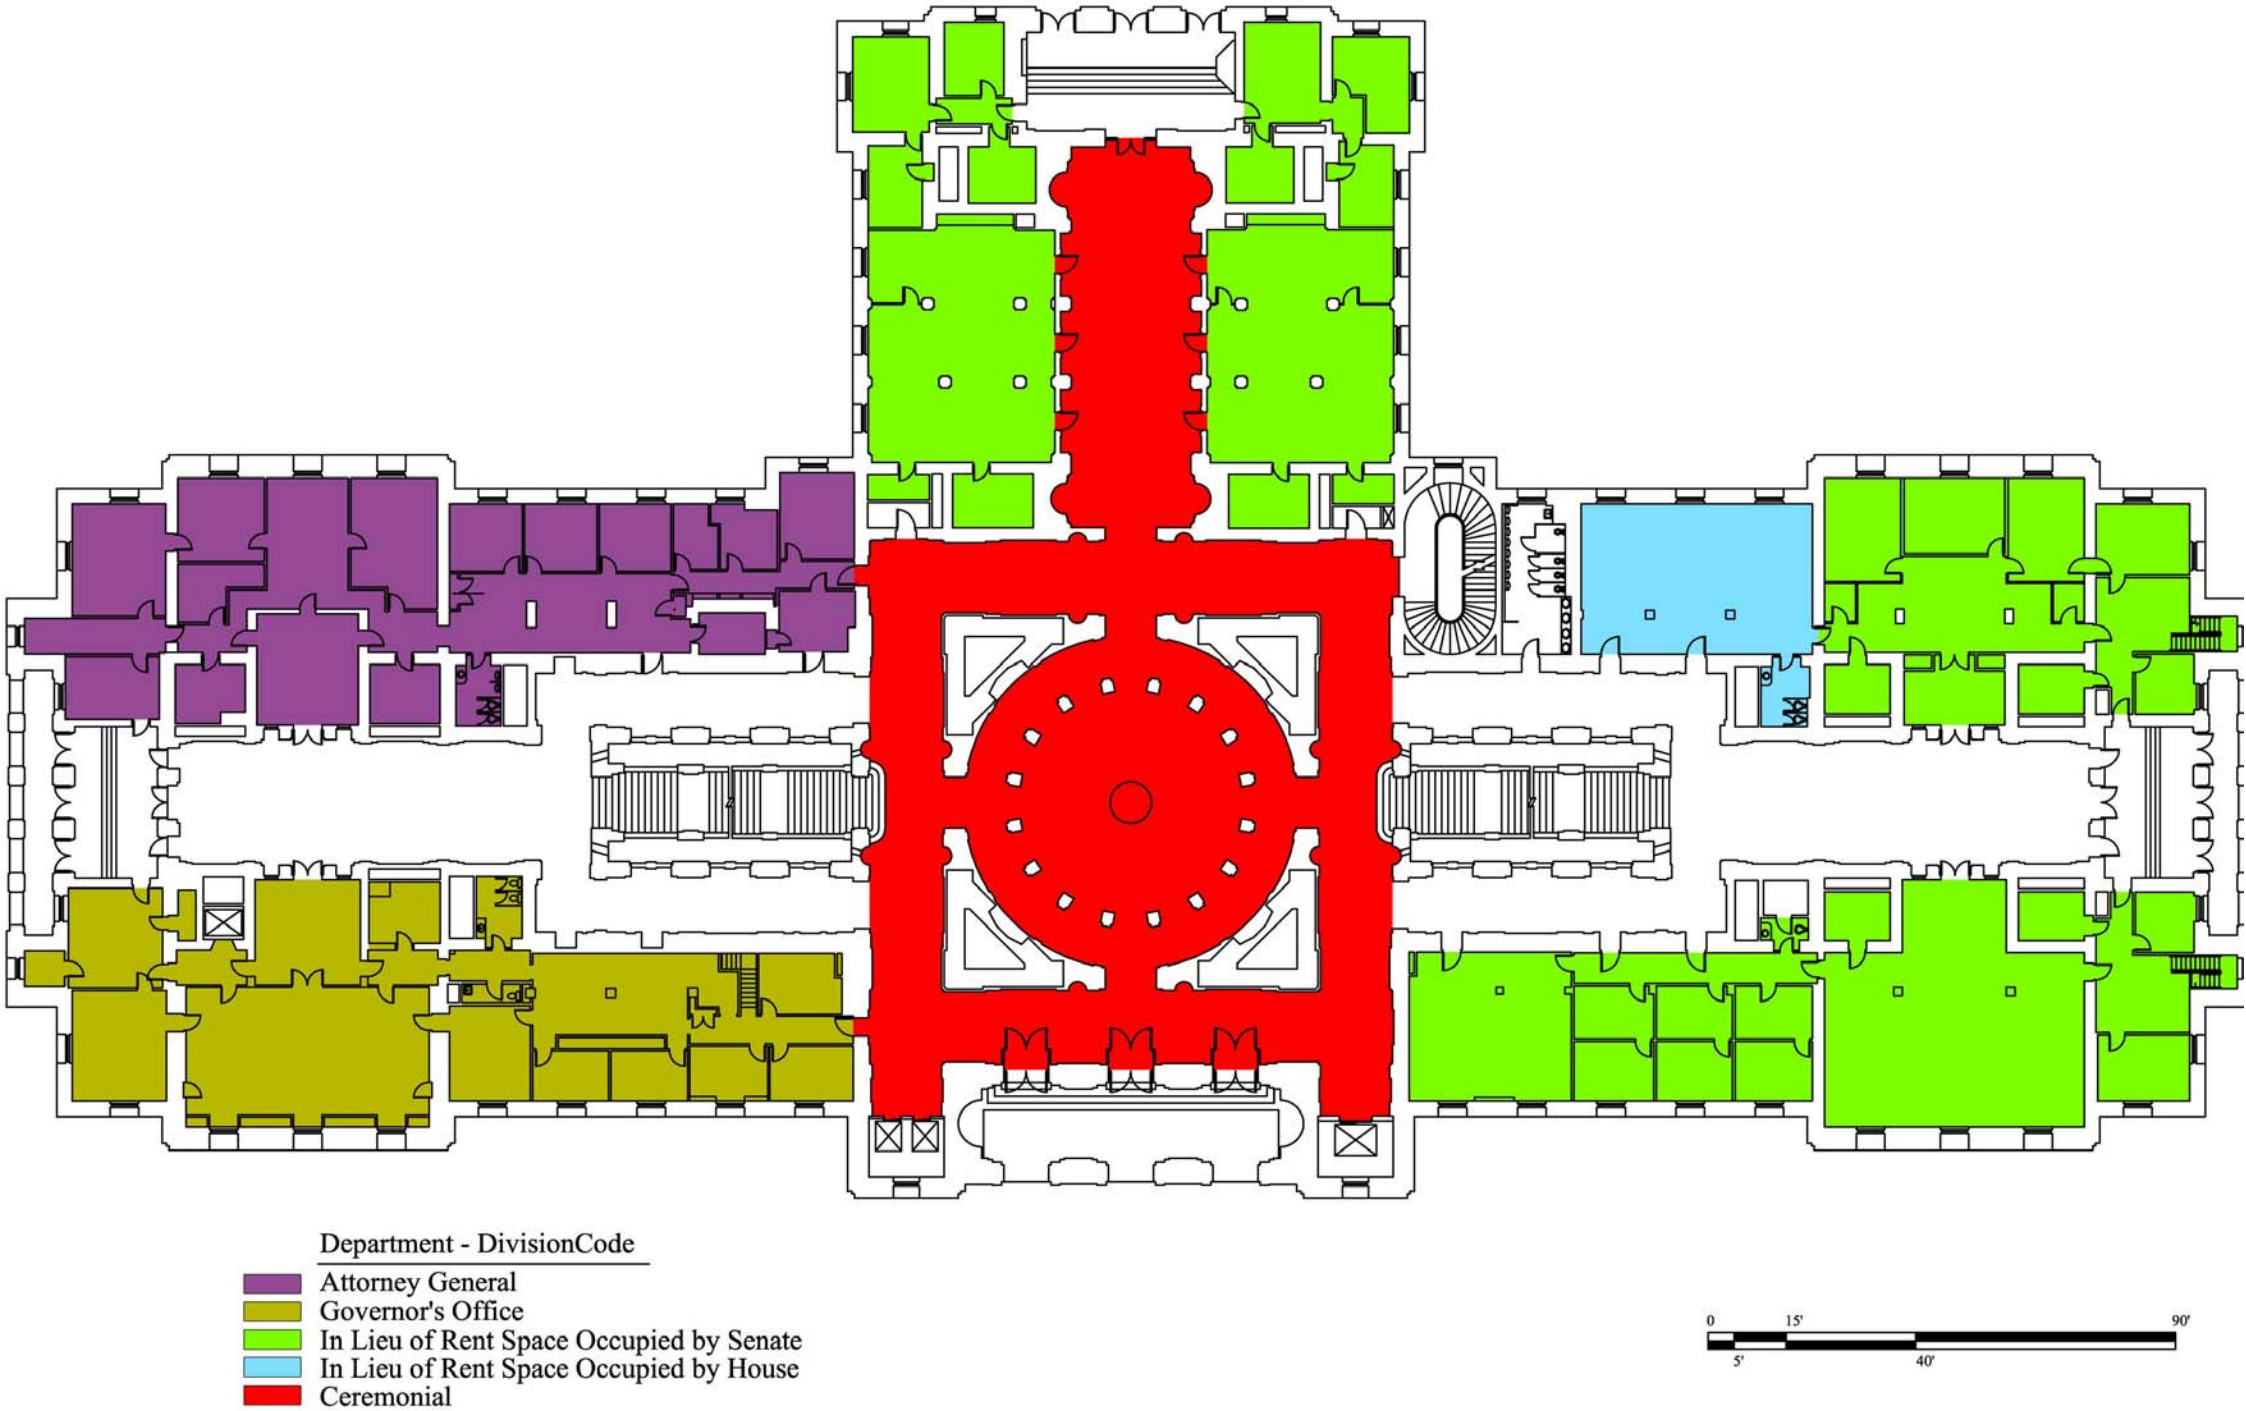 Department - DivisionCode
Attorney General
Governor's Office
In Lieu of Rent Space Occupied by Senate
In Lieu of Rent Space Occupied by House
Ceremonial
0 15' 90'
5' 40'